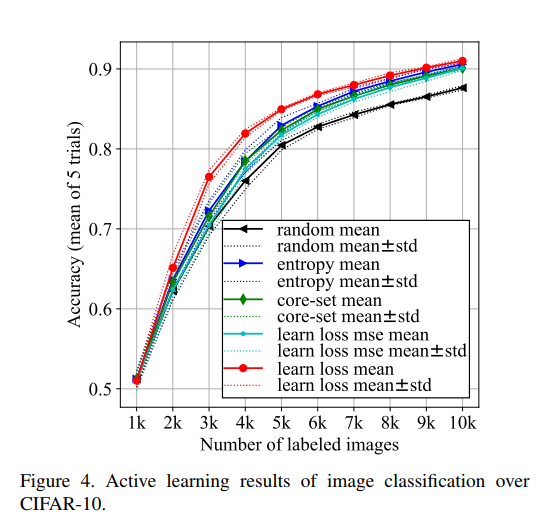 0.9
0.8
0.7
0.6
0.5
Accuracy (mean of 5 trials)
random mean
random mean±std
entropy mean
entropy mean±std
core-set mean
core-set mean±std
learn loss mse mean
learn loss mse mean±std
learn loss mean
learn loss mean±std
1k 2k 3k 4k 5k 6k 7k 8k 9k 10k
Number of labeled images
Figure 4. Active learning results of image classification over
CIFAR-10.